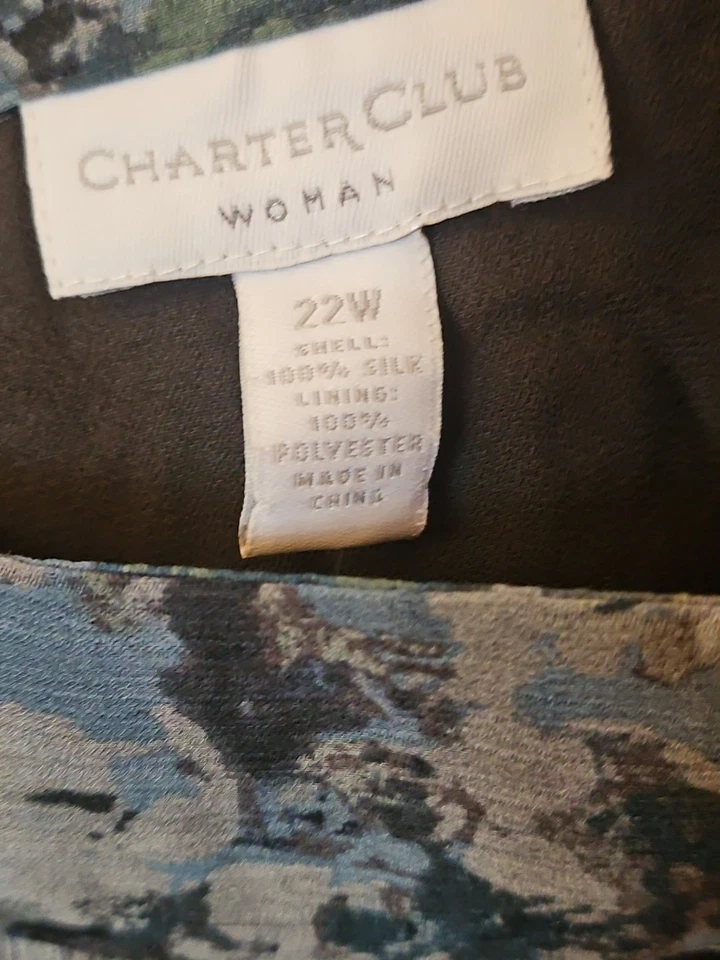 CHARTER CLUB
WOMAN
22W
SHELL:
100% SILK
LINING:
100%
POLYESTER
MADE IN
CHINA